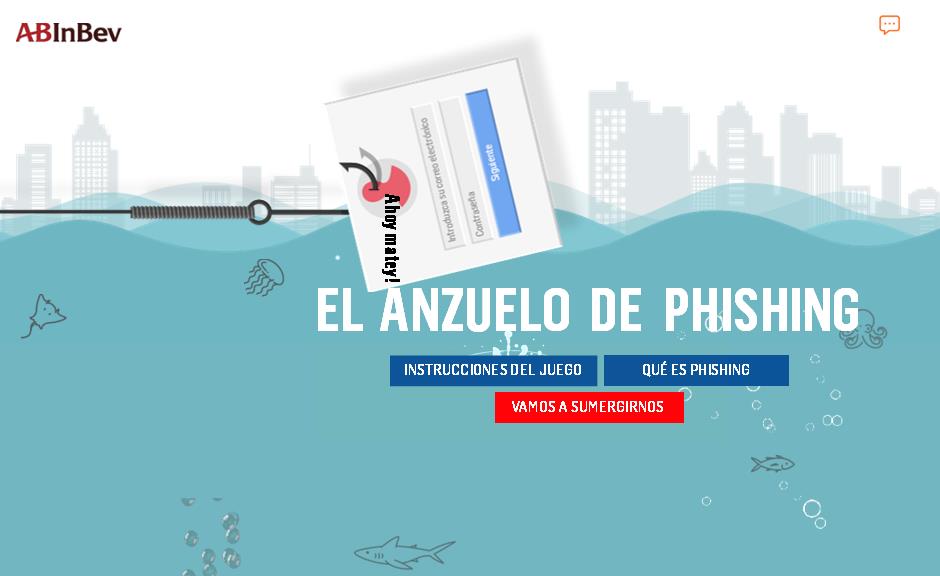 ABInBev
Introduzca su correo electrónico
Contraseña
Siguiente
Ahoy matey!
EL ANZUELO DE PHISHING
INSTRUCCIONES DEL JUEGO
QUÉ ES PHISHING
VAMOS A SUMERGIRNOS